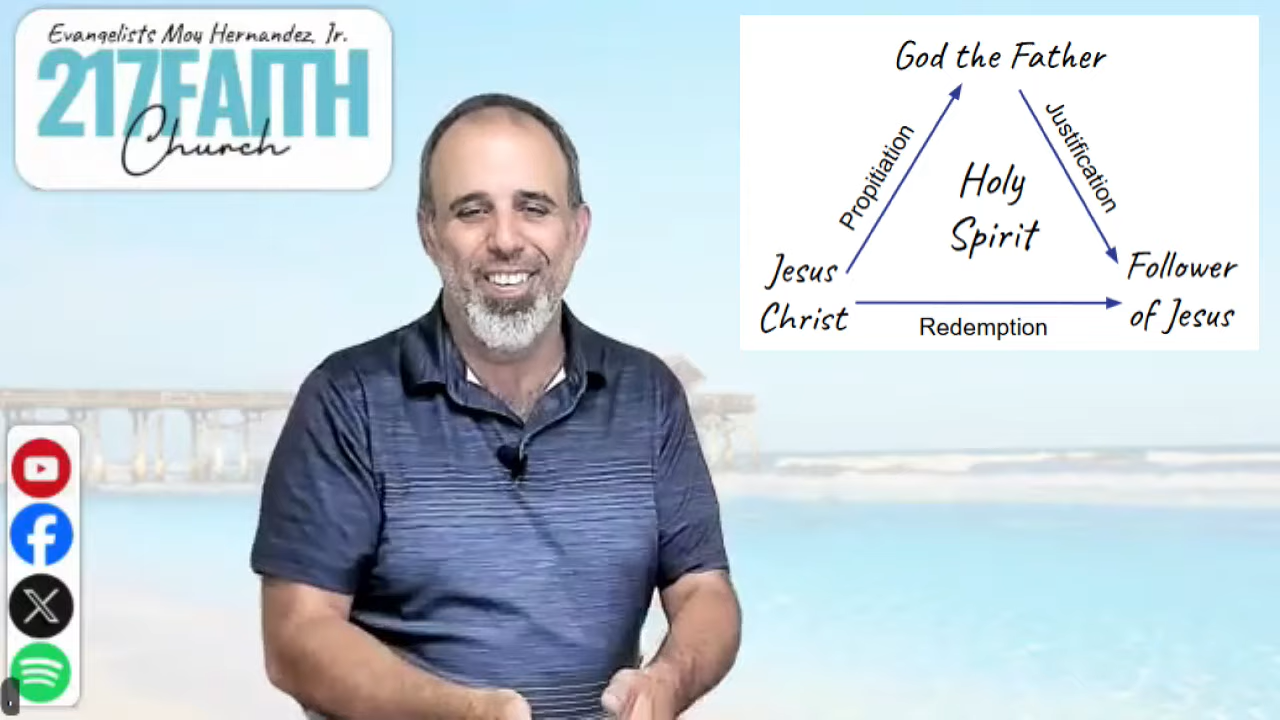 Evangelists Moy Hernandez, Jr.
217FAITH
Church
God the Father
Propitiation
Justification
Holy
Spirit
Jesus
Christ
Follower
of Jesus
Redemption